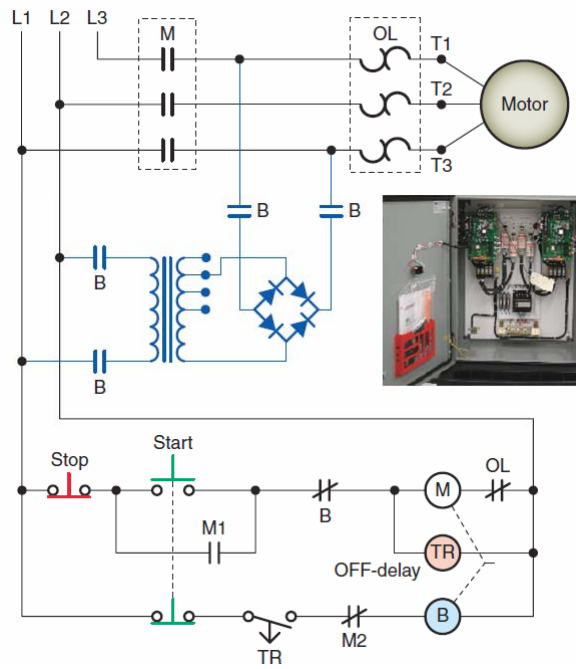 L1 L2 L3
M
OL
T1
T2
T3
Motor
B B
B
B
Stop
Start
M1
B
M
OL
TR
OFF-delay
TR
M2
B